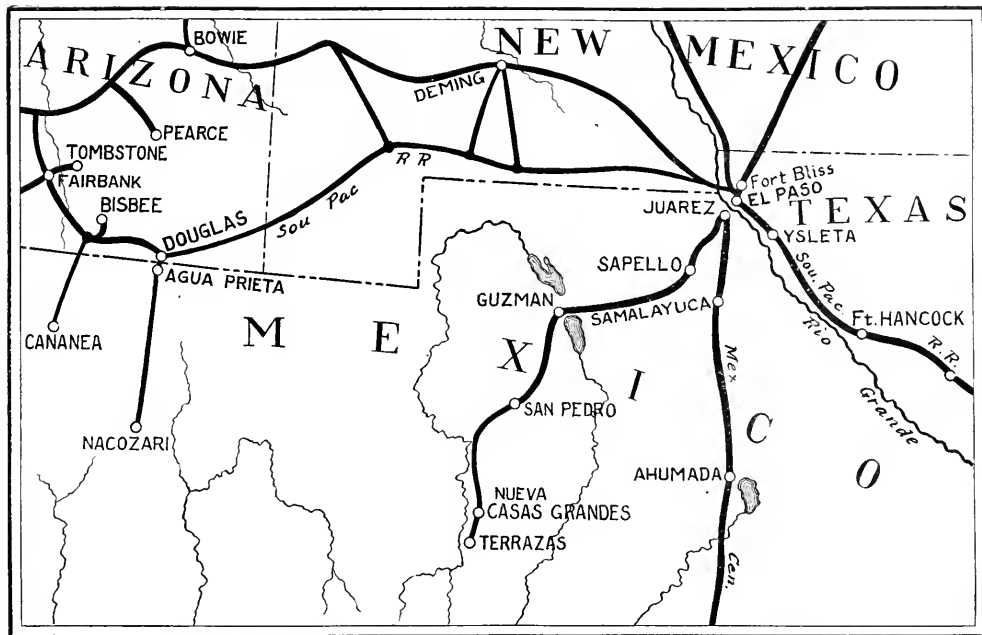 ARIZONA
NEW MEXICO
BOWIE
DEMING
PEARCE
TOMBSTONE
FAIRBANK
BISBEE
DOUGLAS
Sou Pac R R
AGUA PRIETA
CANANEA
NACOZARI
Fort Bliss
EL PASO
JUAREZ
TEXAS
YSLETA
SAPELLO
GUZMAN
SAMALAYUCA
Sou. Pac. R. R.
Ft. HANCOCK
Rio Grande
MEXICO
Mex Cen.
SAN PEDRO
AHUMADA
NUEVA
CASAS GRANDES
TERRAZAS